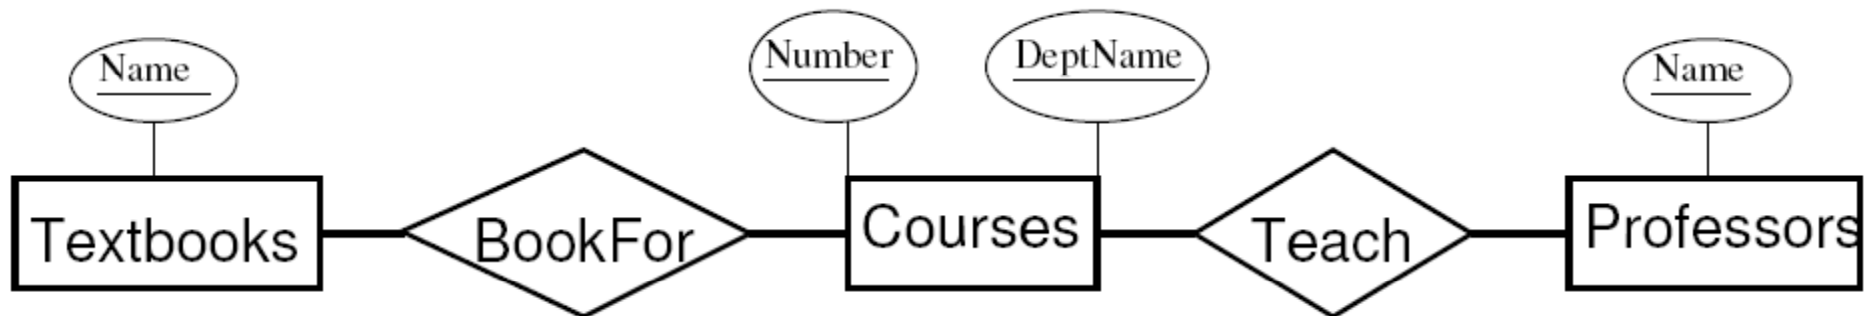 Name
Number
DeptName
Name
Textbooks
BookFor
Courses
Teach
Professors